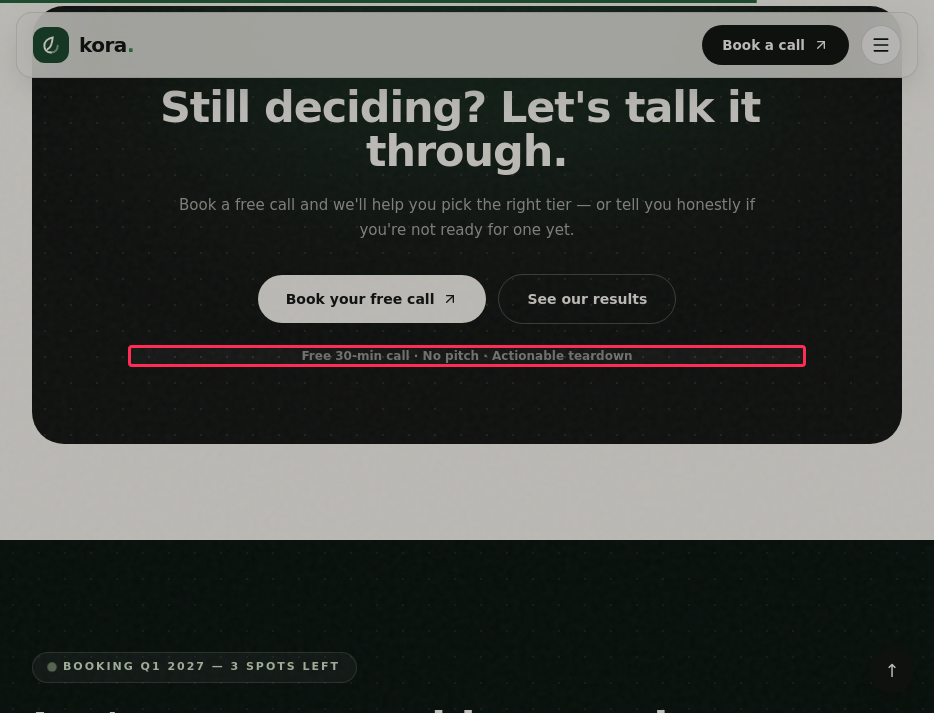 kora.
Book a call
Still deciding? Let's talk it
through.
Book a free call and we'll help you pick the right tier — or tell you honestly if
you're not ready for one yet.
Book your free call
See our results
Free 30-min call · No pitch · Actionable teardown
BOOKING Q1 2027 — 3 SPOTS LEFT